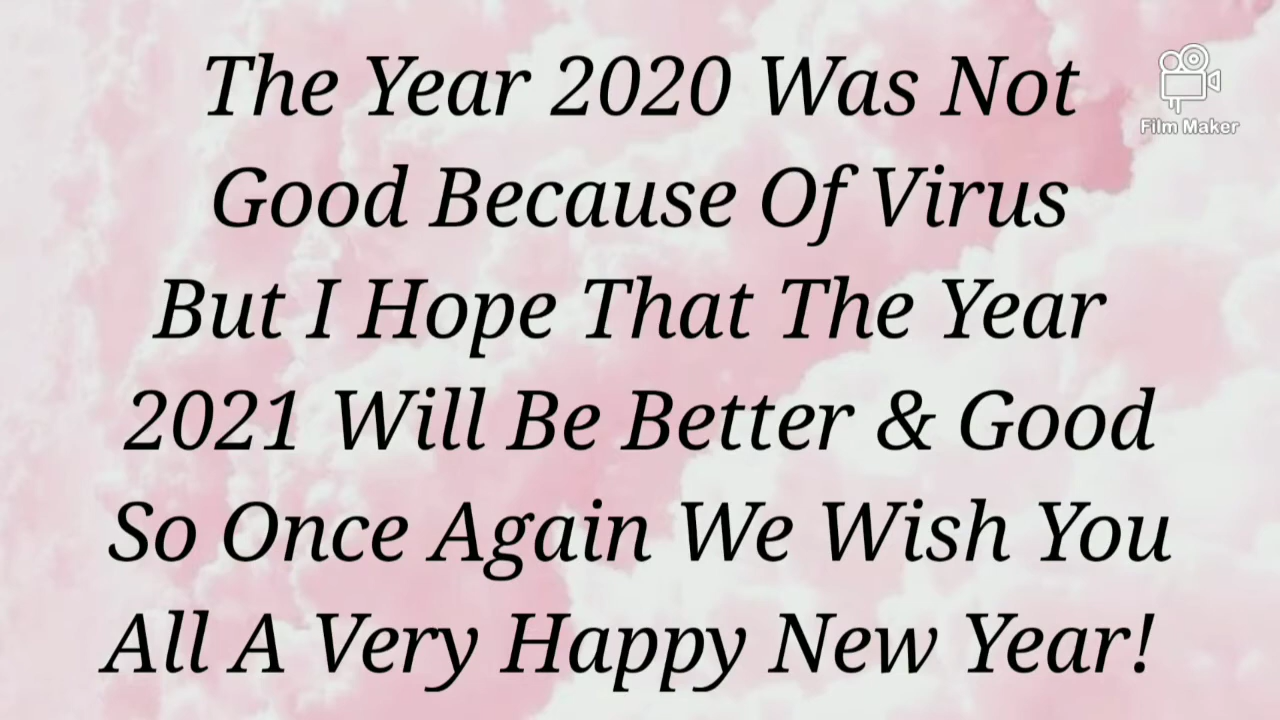 The Year 2020 Was Not
Film Maker
Good Because Of Virus
But I Hope That The Year
2021 Will Be Better & Good
So Once Again We Wish You
All A Very Happy New Year!